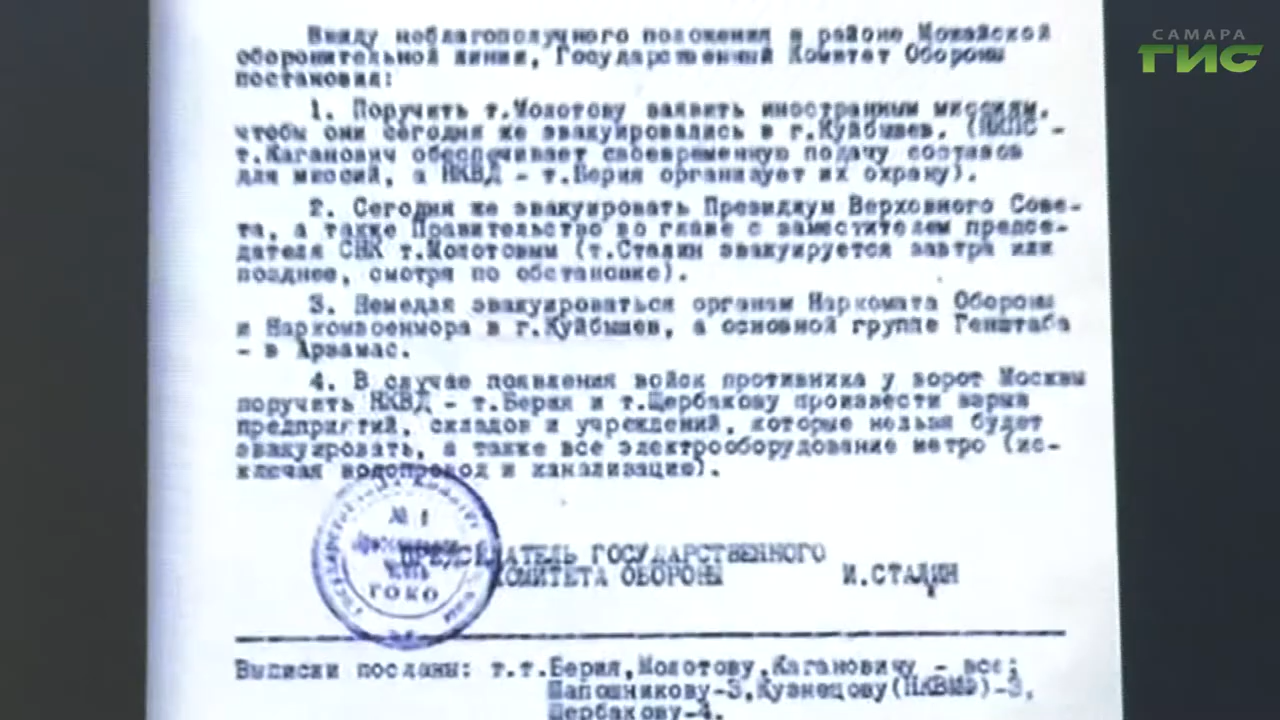 САМАРА
ГИС
Ввиду неблагополучного положения в районе Можайской
оборонительной линии, Государственный Комитет Обороны
постановил:
1. Поручить т.Молотову заявить иностранным миссиям,
чтобы они сегодня же эвакуировались в г.Куйбышев. (НКПС -
т.Каганович обеспечивает своевременную подачу составов
для миссий, а НКВД - т.Берия организует их охрану).
2. Сегодня же эвакуировать Президиум Верховного Сове-
та, а также Правительство во главе с заместителем предсе-
дателя СНК т.Молотовым (т.Сталин эвакуируется завтра или
позднее, смотря по обстановке).
3. Немедля эвакуироваться органам Наркомата Обороны
и Наркомвоенмора в г.Куйбышев, а основной группе Генштаба
- в Арзамас.
4. В случае появления войск противника у ворот Москвы
поручить НКВД - т.Берия и т.Щербакову произвести взрыв
предприятий, складов и учреждений, которые нельзя будет
эвакуировать, а также все электрооборудование метро (ис-
ключая водопровод и канализацию).
№ 1
часть
ГОКО
ПРЕДСЕДАТЕЛЬ ГОСУДАРСТВЕННОГО
КОМИТЕТА ОБОРОНЫ И.СТАЛИН
Выписки посланы: т.т.Берия,Молотову,Кагановичу - все;
Шапошникову-3,Кузнецову(НКВМФ)-3,
Щербакову-4.